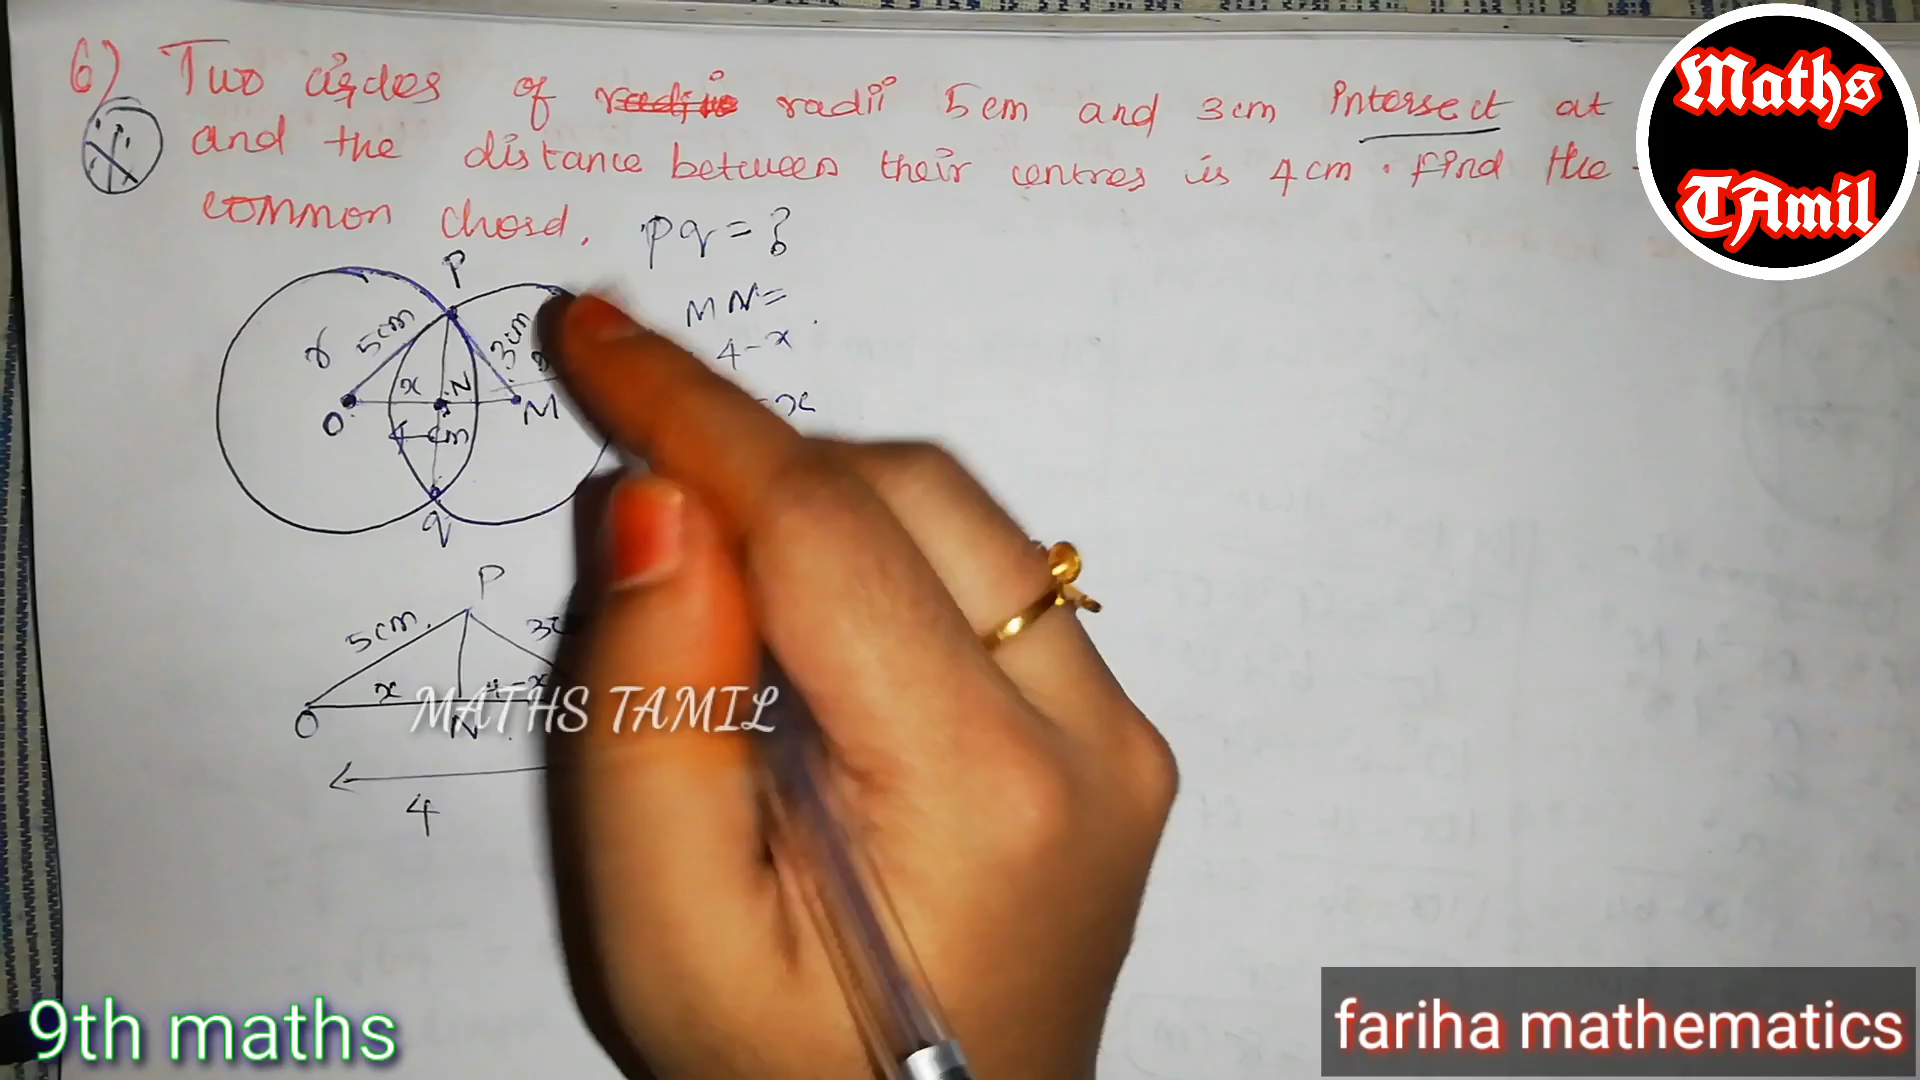 6) Two circles of radii 5cm and 3cm intersect at
and the distance between their centres is 4cm. Find the
common chord. pq = ?
P
MN=
4-x
r 5cm 3cm
x N
O M
4cm
q
P
5cm
x 4-x
O N
4
Maths
TAmil
MATHS TAMIL
9th maths
fariha mathematics